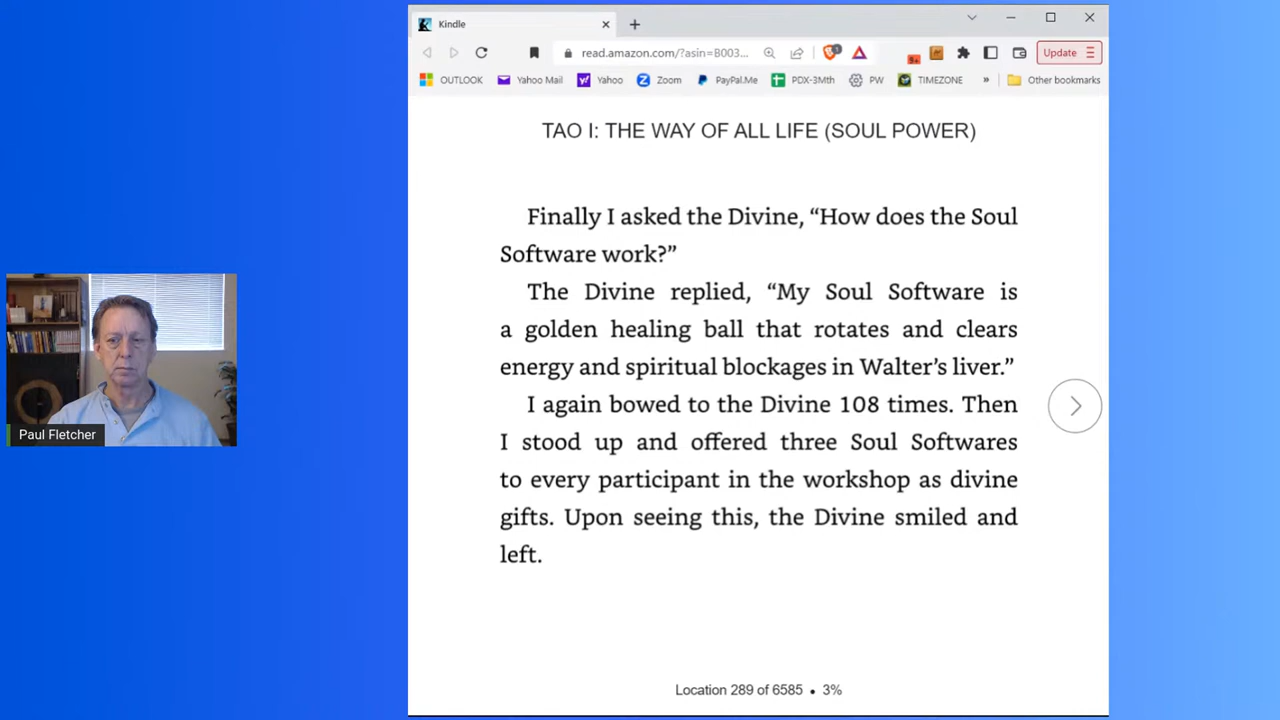 Kindle
read.amazon.com/?asin=B003...
Update
OUTLOOK
Yahoo Mail
Yahoo
Zoom
PayPal.Me
PDX-3Mth
PW
TIMEZONE
»
Other bookmarks
TAO I: THE WAY OF ALL LIFE (SOUL POWER)
Finally I asked the Divine, “How does the Soul
Software work?”
The Divine replied, “My Soul Software is
a golden healing ball that rotates and clears
energy and spiritual blockages in Walter’s liver.”
I again bowed to the Divine 108 times. Then
I stood up and offered three Soul Softwares
to every participant in the workshop as divine
gifts. Upon seeing this, the Divine smiled and
left.
Location 289 of 6585 • 3%
Paul Fletcher